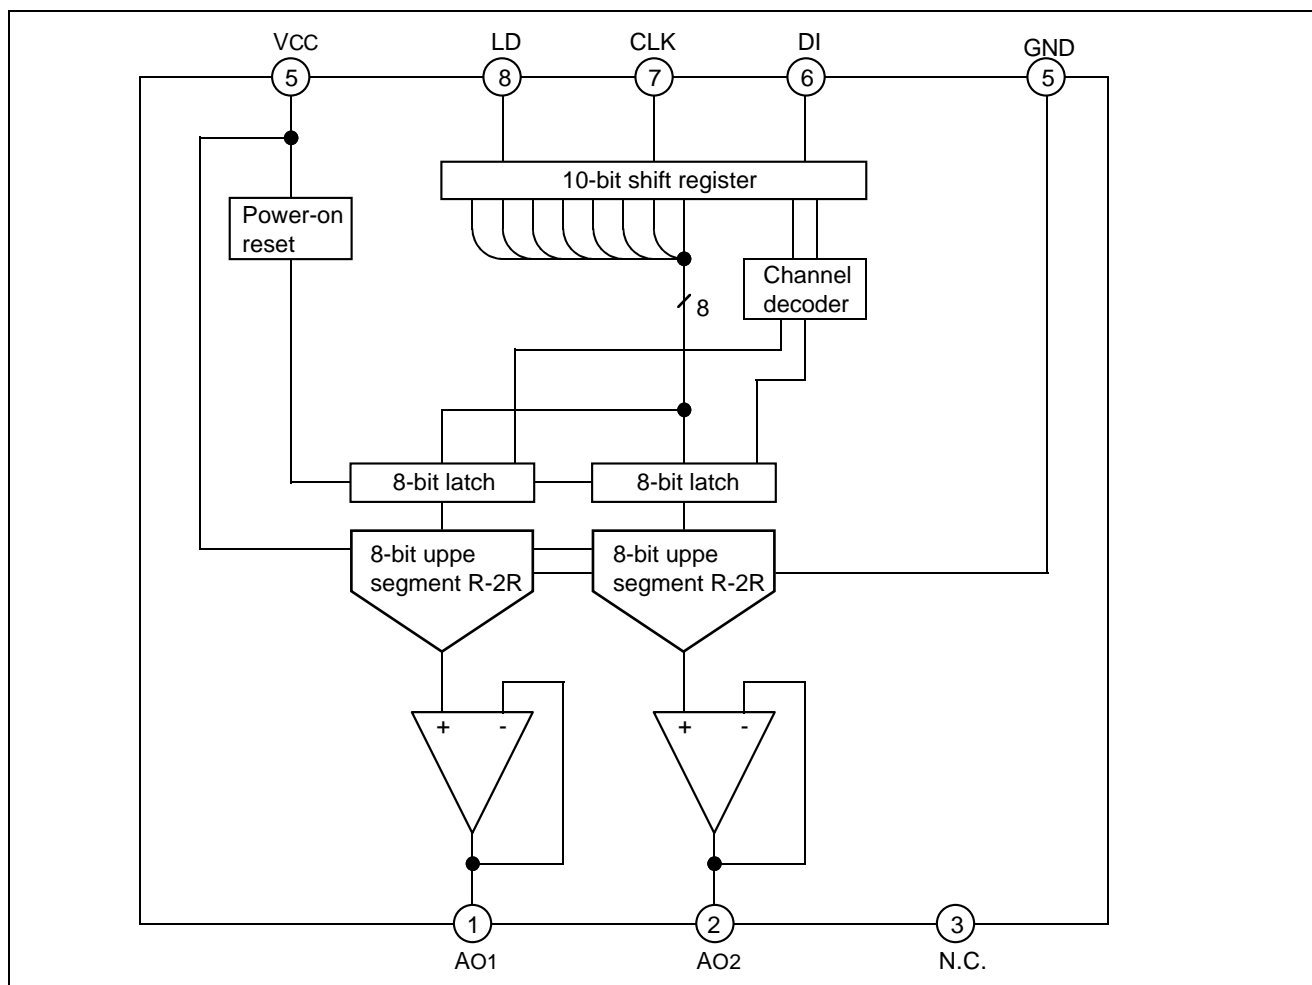 VCC
LD
CLK
DI
GND
5
8
7
6
5
10-bit shift register
Power-on
reset
Channel
decoder
8
8-bit latch
8-bit latch
8-bit uppe
segment R-2R
8-bit uppe
segment R-2R
+
-
+
-
1
2
3
AO1
AO2
N.C.